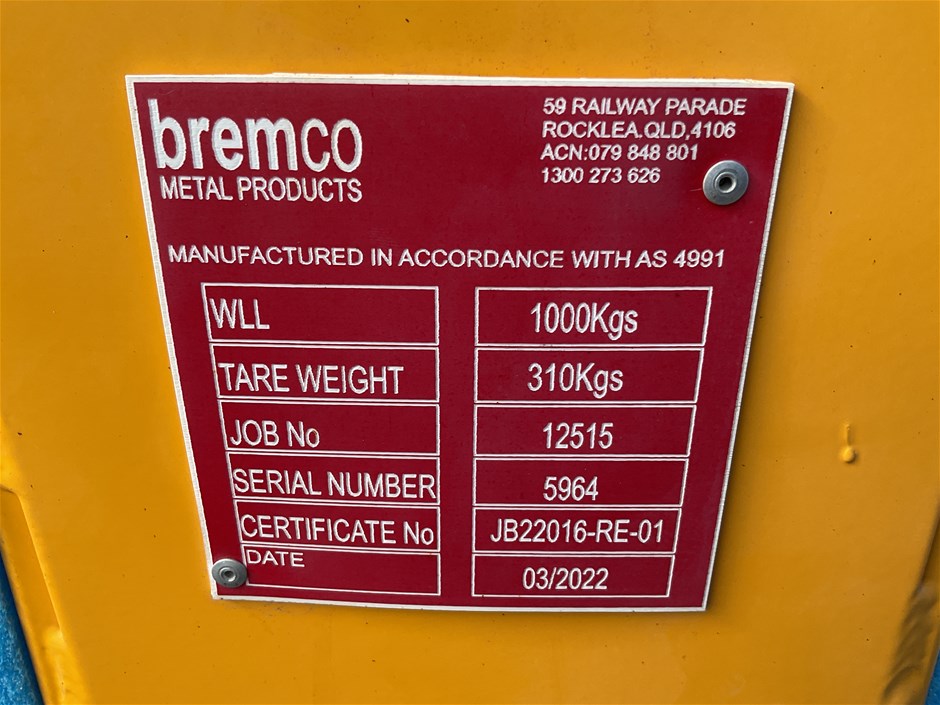 bremco
METAL PRODUCTS
59 RAILWAY PARADE
ROCKLEA.QLD,4106
ACN:079 848 801
1300 273 626
MANUFACTURED IN ACCORDANCE WITH AS 4991
WLL 1000Kgs
TARE WEIGHT 310Kgs
JOB No 12515
SERIAL NUMBER 5964
CERTIFICATE No JB22016-RE-01
DATE 03/2022